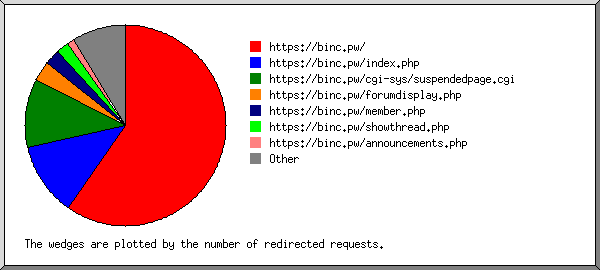 https://binc.pw/
https://binc.pw/index.php
https://binc.pw/cgi-sys/suspendedpage.cgi
https://binc.pw/forumdisplay.php
https://binc.pw/member.php
https://binc.pw/showthread.php
https://binc.pw/announcements.php
Other
The wedges are plotted by the number of redirected requests.